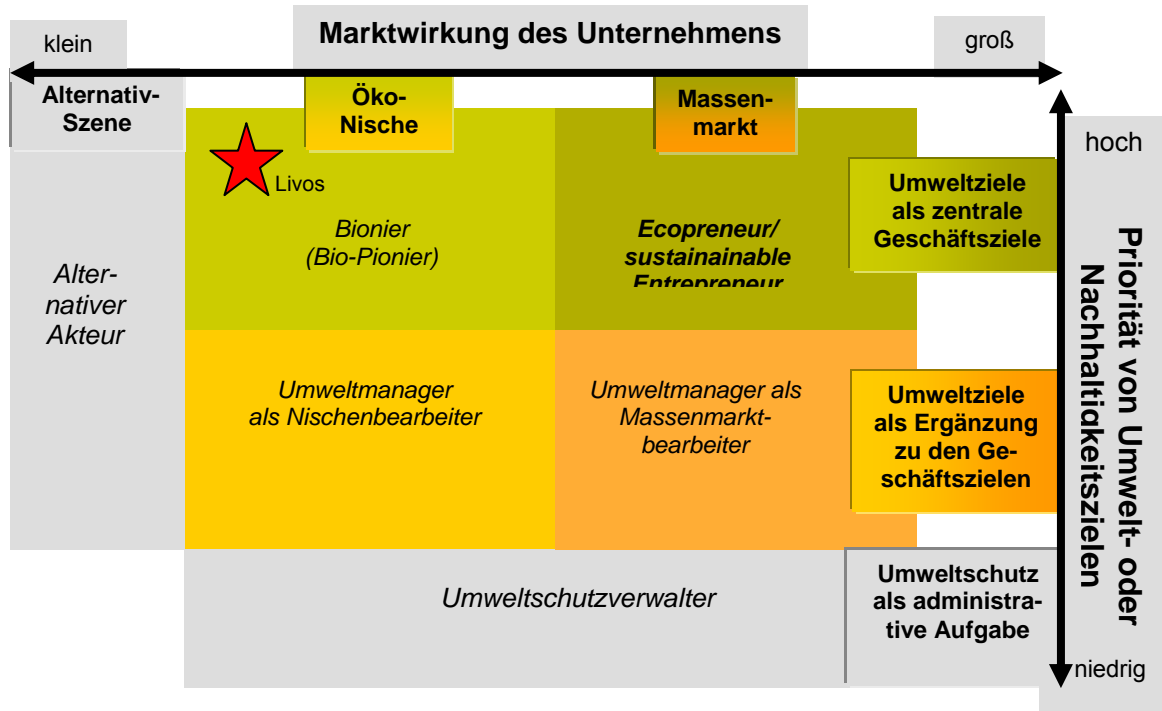 klein
Marktwirkung des Unternehmens
groß
Alternativ-
Szene
Öko-
Nische
Massen-
markt
hoch
Livos
Umweltziele
als zentrale
Geschäftsziele
Bionier
(Bio-Pionier)
Ecopreneur/
sustainainable
Entrepreneur
Alter-
nativer
Akteur
Priorität von Umwelt- oder
Nachhaltigkeitszielen
Umweltmanager
als Nischenbearbeiter
Umweltmanager als
Massenmarkt-
bearbeiter
Umweltziele
als Ergänzung
zu den Ge-
schäftszielen
Umweltschutzverwalter
Umweltschutz
als administra-
tive Aufgabe
niedrig